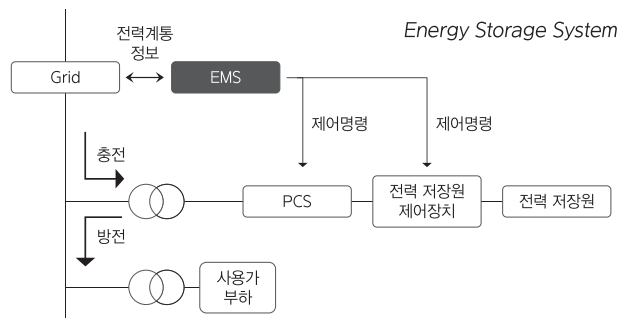 Energy Storage System
전력계통
정보
Grid
EMS
제어명령
제어명령
충전
PCS
전력 저장원
제어장치
전력 저장원
방전
사용가
부하